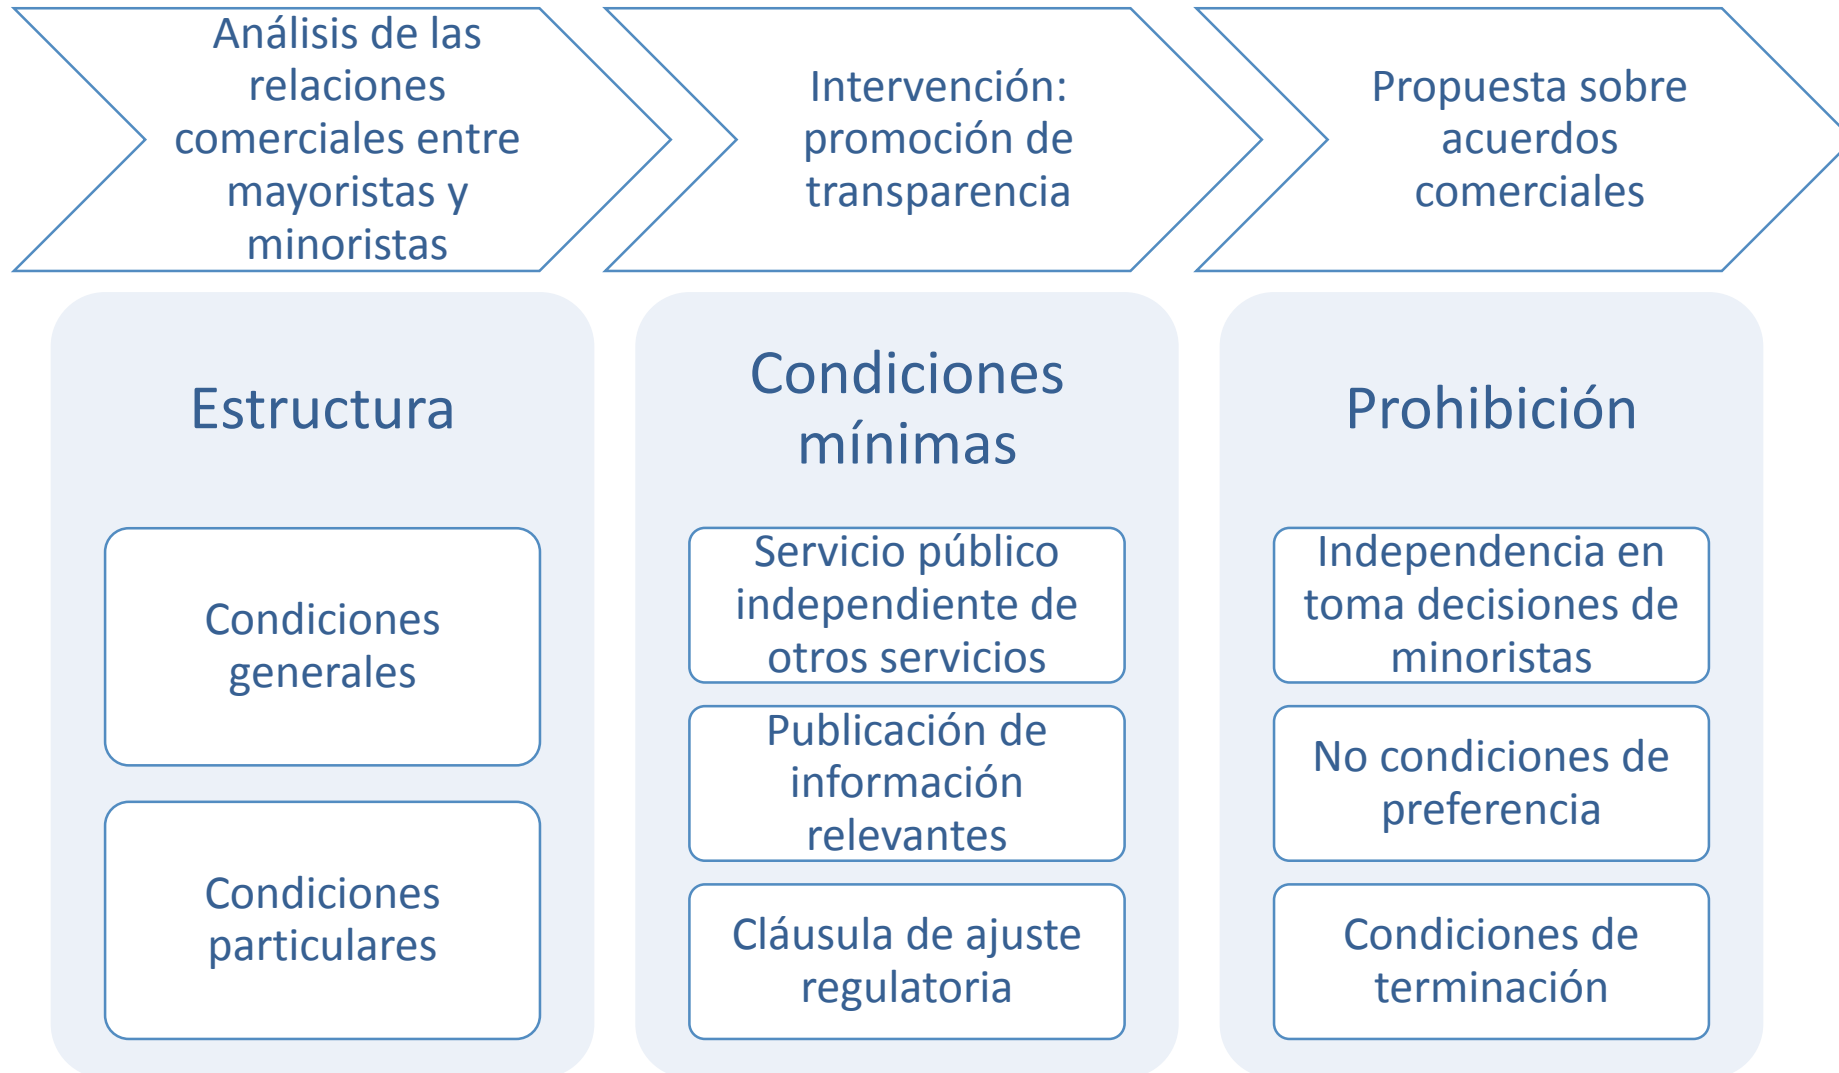 Análisis de las
relaciones
comerciales entre
mayoristas y
minoristas
Intervención:
promoción de
transparencia
Propuesta sobre
acuerdos
comerciales
Estructura
Condiciones
generales
Condiciones
particulares
Condiciones
mínimas
Servicio público
independiente de
otros servicios
Publicación de
información
relevantes
Cláusula de ajuste
regulatoria
Prohibición
Independencia en
toma decisiones de
minoristas
No condiciones de
preferencia
Condiciones de
terminación